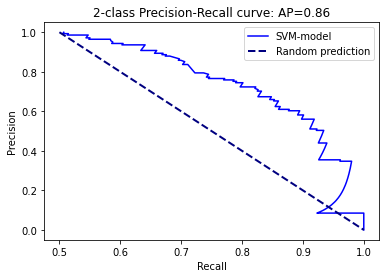 2-class Precision-Recall curve: AP=0.86
SVM-model
Random prediction
Precision
1.0
0.8
0.6
0.4
0.2
0.0
0.5
0.6
0.7
0.8
0.9
1.0
Recall